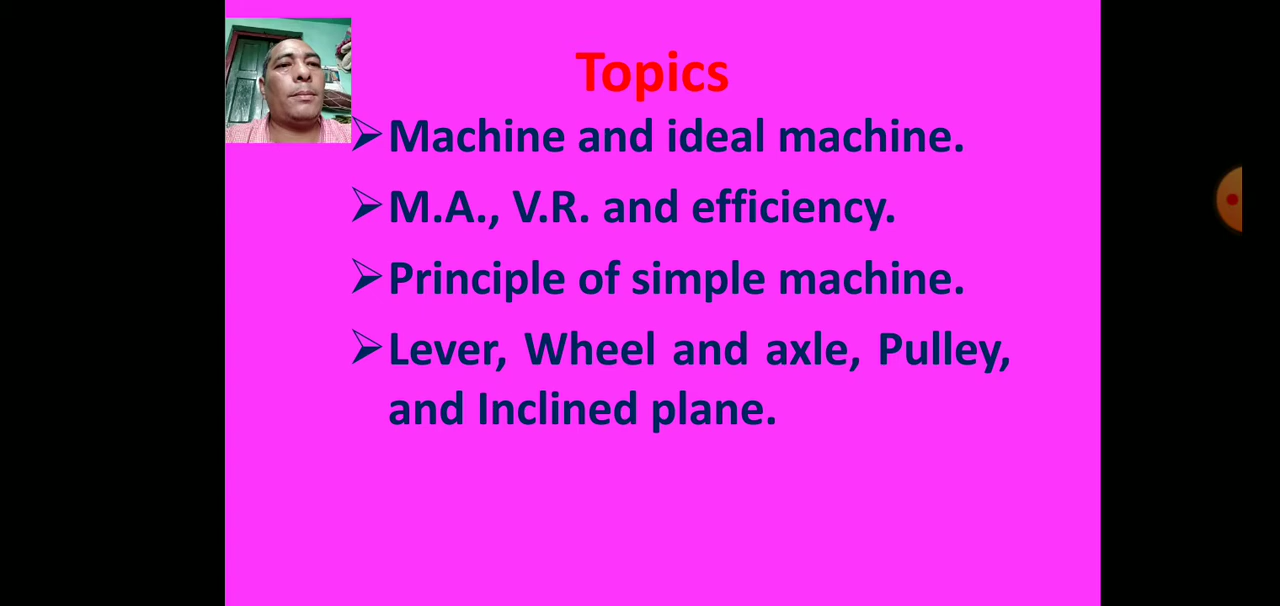 Topics
➢Machine and ideal machine.
➢M.A., V.R. and efficiency.
➢Principle of simple machine.
➢Lever, Wheel and axle, Pulley,
and Inclined plane.